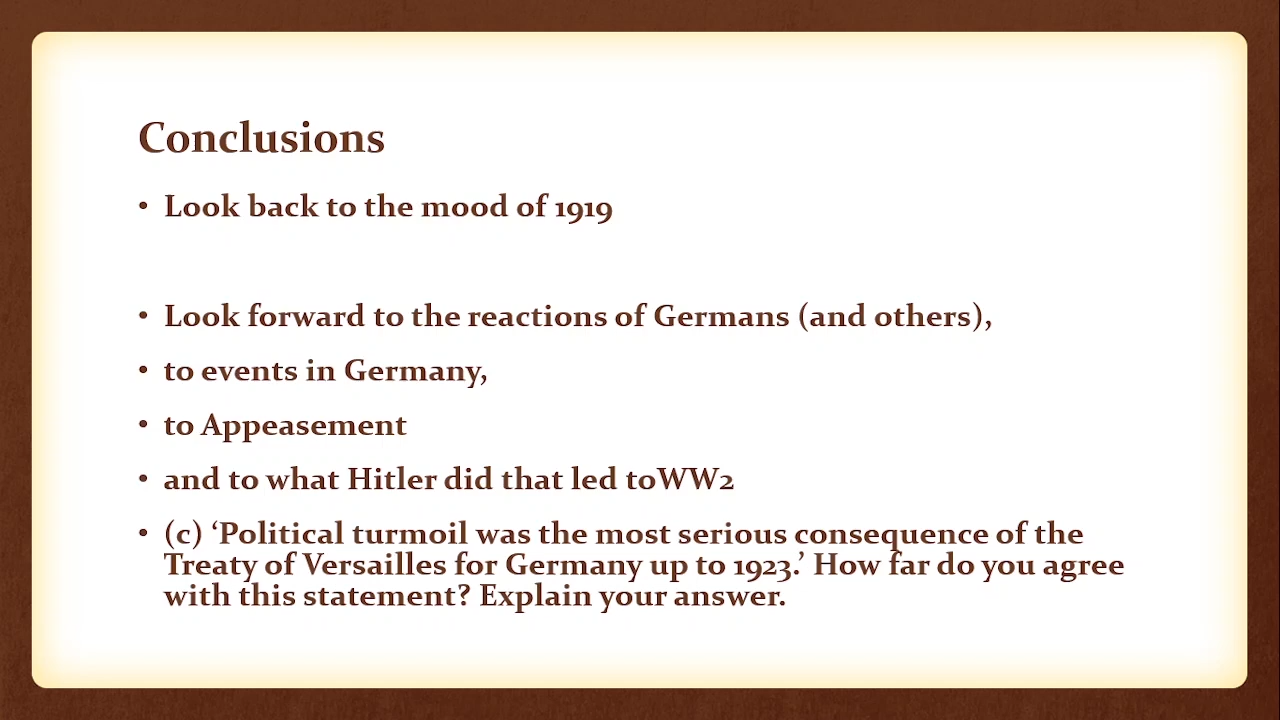 Conclusions
• Look back to the mood of 1919
• Look forward to the reactions of Germans (and others),
• to events in Germany,
• to Appeasement
• and to what Hitler did that led toWW2
• (c) ‘Political turmoil was the most serious consequence of the
Treaty of Versailles for Germany up to 1923.’ How far do you agree
with this statement? Explain your answer.